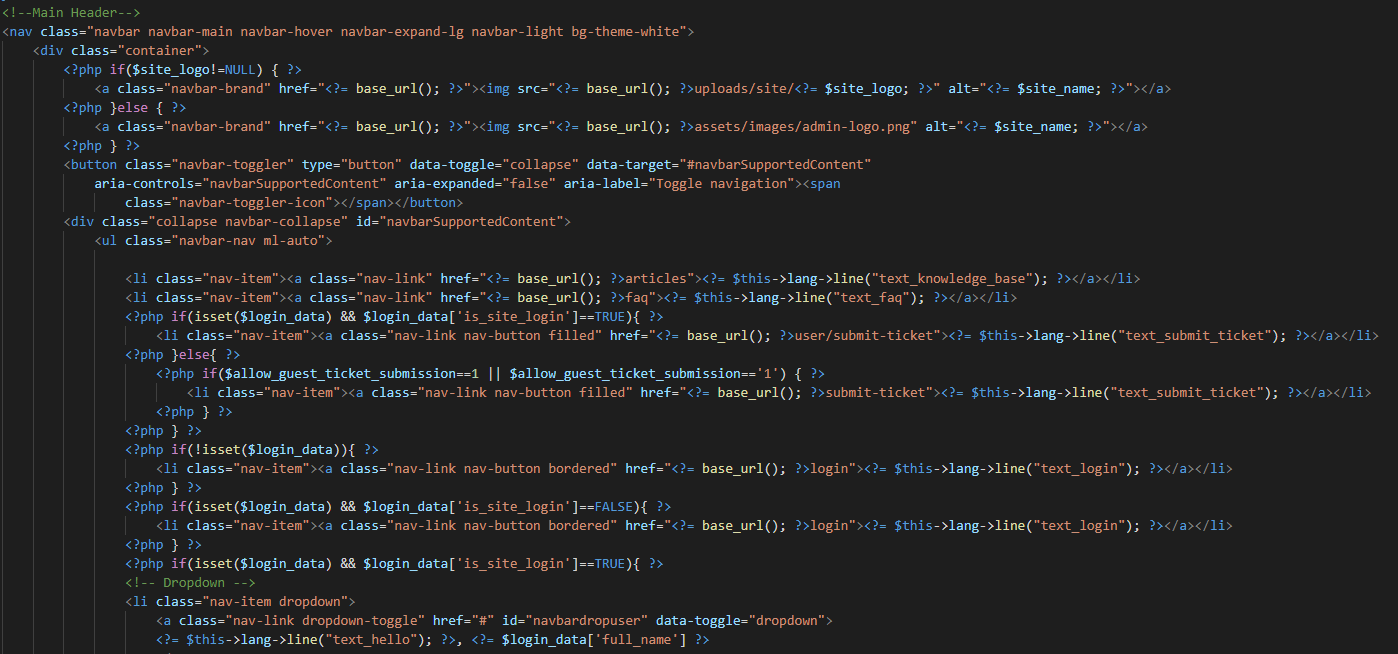 <!--Main Header-->
<nav class="navbar navbar-main navbar-hover navbar-expand-lg navbar-light bg-theme-white">
<div class="container">
<?php if($site_logo!=NULL) { ?>
<a class="navbar-brand" href="<?= base_url(); ?>"><img src="<?= base_url(); ?>uploads/site/<?= $site_logo; ?>" alt="<?= $site_name; ?>"></a>
<?php }else { ?>
<a class="navbar-brand" href="<?= base_url(); ?>"><img src="<?= base_url(); ?>assets/images/admin-logo.png" alt="<?= $site_name; ?>"></a>
<?php } ?>
<button class="navbar-toggler" type="button" data-toggle="collapse" data-target="#navbarSupportedContent"
aria-controls="navbarSupportedContent" aria-expanded="false" aria-label="Toggle navigation"><span
class="navbar-toggler-icon"></span></button>
<div class="collapse navbar-collapse" id="navbarSupportedContent">
<ul class="navbar-nav ml-auto">
<li class="nav-item"><a class="nav-link" href="<?= base_url(); ?>articles"><?= $this->lang->line("text_knowledge_base"); ?></a></li>
<li class="nav-item"><a class="nav-link" href="<?= base_url(); ?>faq"><?= $this->lang->line("text_faq"); ?></a></li>
<?php if(isset($login_data) && $login_data['is_site_login']==TRUE){ ?>
<li class="nav-item"><a class="nav-link nav-button filled" href="<?= base_url(); ?>user/submit-ticket"><?= $this->lang->line("text_submit_ticket"); ?></a></li>
<?php }else{ ?>
<?php if($allow_guest_ticket_submission==1 || $allow_guest_ticket_submission=='1') { ?>
<li class="nav-item"><a class="nav-link nav-button filled" href="<?= base_url(); ?>submit-ticket"><?= $this->lang->line("text_submit_ticket"); ?></a></li>
<?php } ?>
<?php } ?>
<?php if(!isset($login_data)){ ?>
<li class="nav-item"><a class="nav-link nav-button bordered" href="<?= base_url(); ?>login"><?= $this->lang->line("text_login"); ?></a></li>
<?php } ?>
<?php if(isset($login_data) && $login_data['is_site_login']==FALSE){ ?>
<li class="nav-item"><a class="nav-link nav-button bordered" href="<?= base_url(); ?>login"><?= $this->lang->line("text_login"); ?></a></li>
<?php } ?>
<?php if(isset($login_data) && $login_data['is_site_login']==TRUE){ ?>
<!-- Dropdown -->
<li class="nav-item dropdown">
<a class="nav-link dropdown-toggle" href="#" id="navbardropuser" data-toggle="dropdown">
<?= $this->lang->line("text_hello"); ?>, <?= $login_data['full_name'] ?>